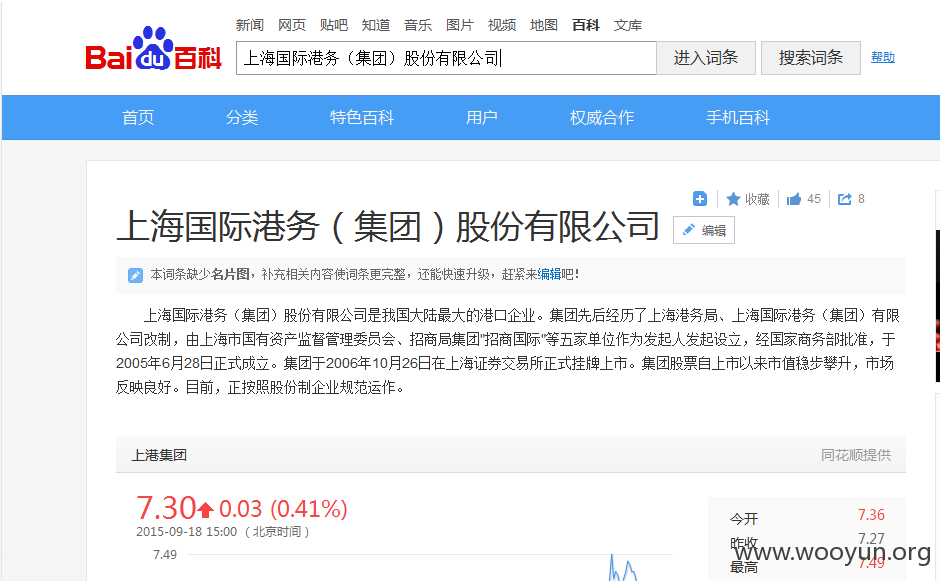 新闻 网页 贴吧 知道 音乐 图片 视频 地图 百科 文库
Bai du 百科
上海国际港务（集团）股份有限公司
进入词条 搜索词条 帮助
首页 分类 特色百科 用户 权威合作 手机百科
收藏 45 8
上海国际港务（集团）股份有限公司 编辑
本词条缺少名片图，补充相关内容使词条更完整，还能快速升级，赶紧来编辑吧！
上海国际港务（集团）股份有限公司是我国大陆最大的港口企业。集团先后经历了上海港务局、上海国际港务（集团）有限
公司改制，由上海市国有资产监督管理委员会、招商局集团"招商国际"等五家单位作为发起人发起设立，经国家商务部批准，于
2005年6月28日正式成立。集团于2006年10月26日在上海证券交易所正式挂牌上市。集团股票自上市以来市值稳步攀升，市场
反映良好。目前，正按照股份制企业规范运作。
上港集团 同花顺提供
7.30 0.03 (0.41%)
2015-09-18 15:00 （北京时间）
7.49
今开 7.36
昨收 7.27
最高 7.49
www.wooyun.org